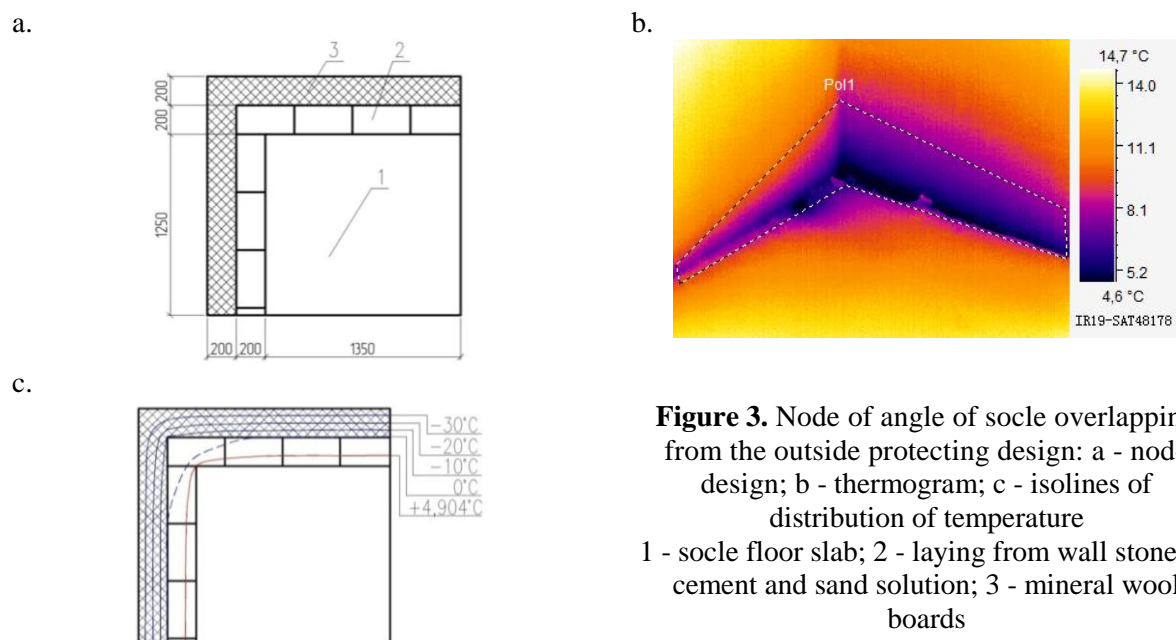 a.
b.
3
2
200
200
1
1250
200
200
1350
Pol1
14,7 °C
14.0
11.1
8.1
5.2
4,6 °C
IR19-SAT48178
c.
-30°C
-20°C
-10°C
0°C
+4,904°C
Figure 3. Node of angle of socle overlappin
from the outside protecting design: a - nod
design; b - thermogram; c - isolines of
distribution of temperature
1 - socle floor slab; 2 - laying from wall stone
cement and sand solution; 3 - mineral wool
boards